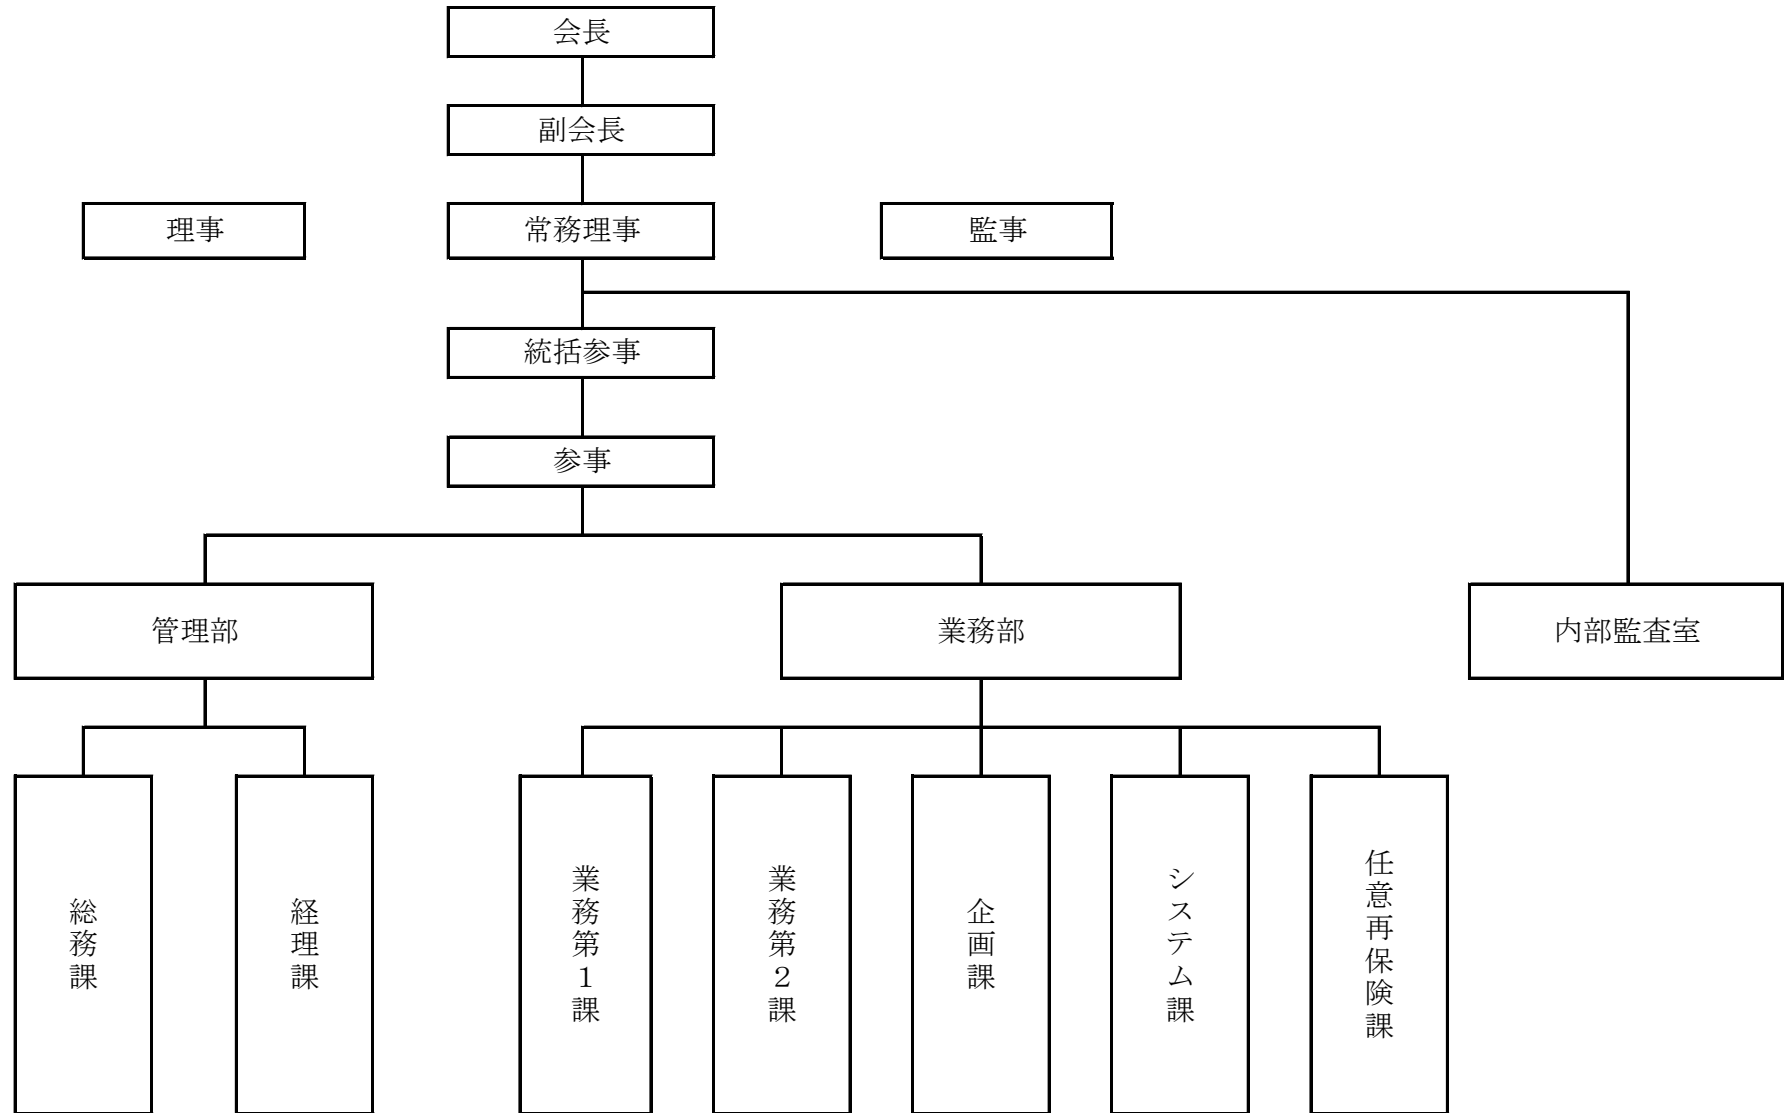 会長
副会長
理事
常務理事
監事
統括参事
参事
管理部
業務部
内部監査室
総務課
経理課
業務第1課
業務第2課
企画課
システム課
任意再保険課